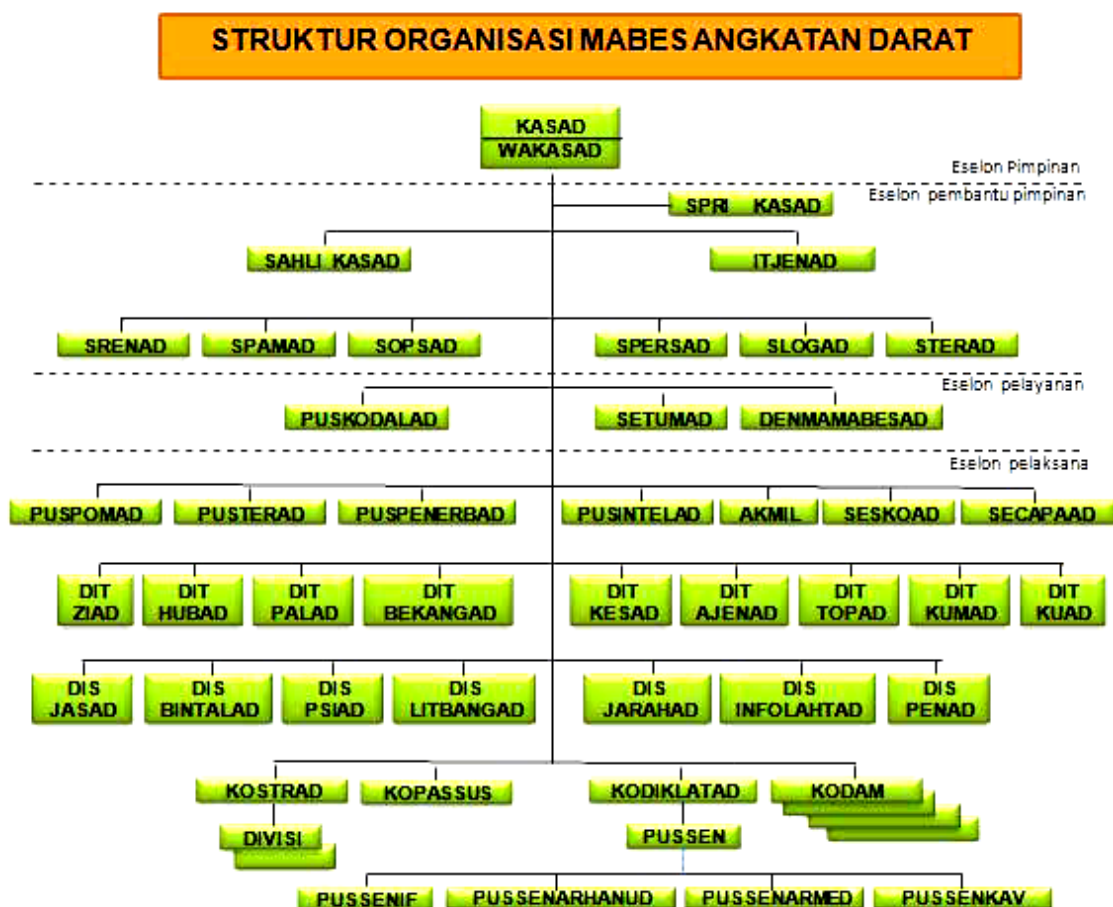 STRUKTUR ORGANISASI MABES ANGKATAN DARAT
KASAD
WAKASAD
Eselon Pimpinan
Eselon pembantu pimpinan
SPRI KASAD
SAHLI KASAD
ITJENAD
SRENAD
SPAMAD
SOPSAD
SPERSAD
SLOGAD
STERAD
Eselon pelayanan
PUSKODALAD
SETUMAD
DENMAMABESAD
Eselon pelaksana
PUSPOMAD
PUSTERAD
PUSPENERBAD
PUSINTELAD
AKMIL
SESKOAD
SECAPAAD
DIT
ZIAD
DIT
HUBAD
DIT
PALAD
DIT
BEKANGAD
DIT
KESAD
DIT
AJENAD
DIT
TOPAD
DIT
KUMAD
DIT
KUAD
DIS
JASAD
DIS
BINTALAD
DIS
PSIAD
DIS
LITBANGAD
DIS
JARAHAD
DIS
INFOLAHTAD
DIS
PENAD
KOSTRAD
KOPASSUS
KODIKLATAD
KODAM
DIVISI
PUSSEN
PUSSENIF
PUSSENARHANUD
PUSSENARMED
PUSSENKAV